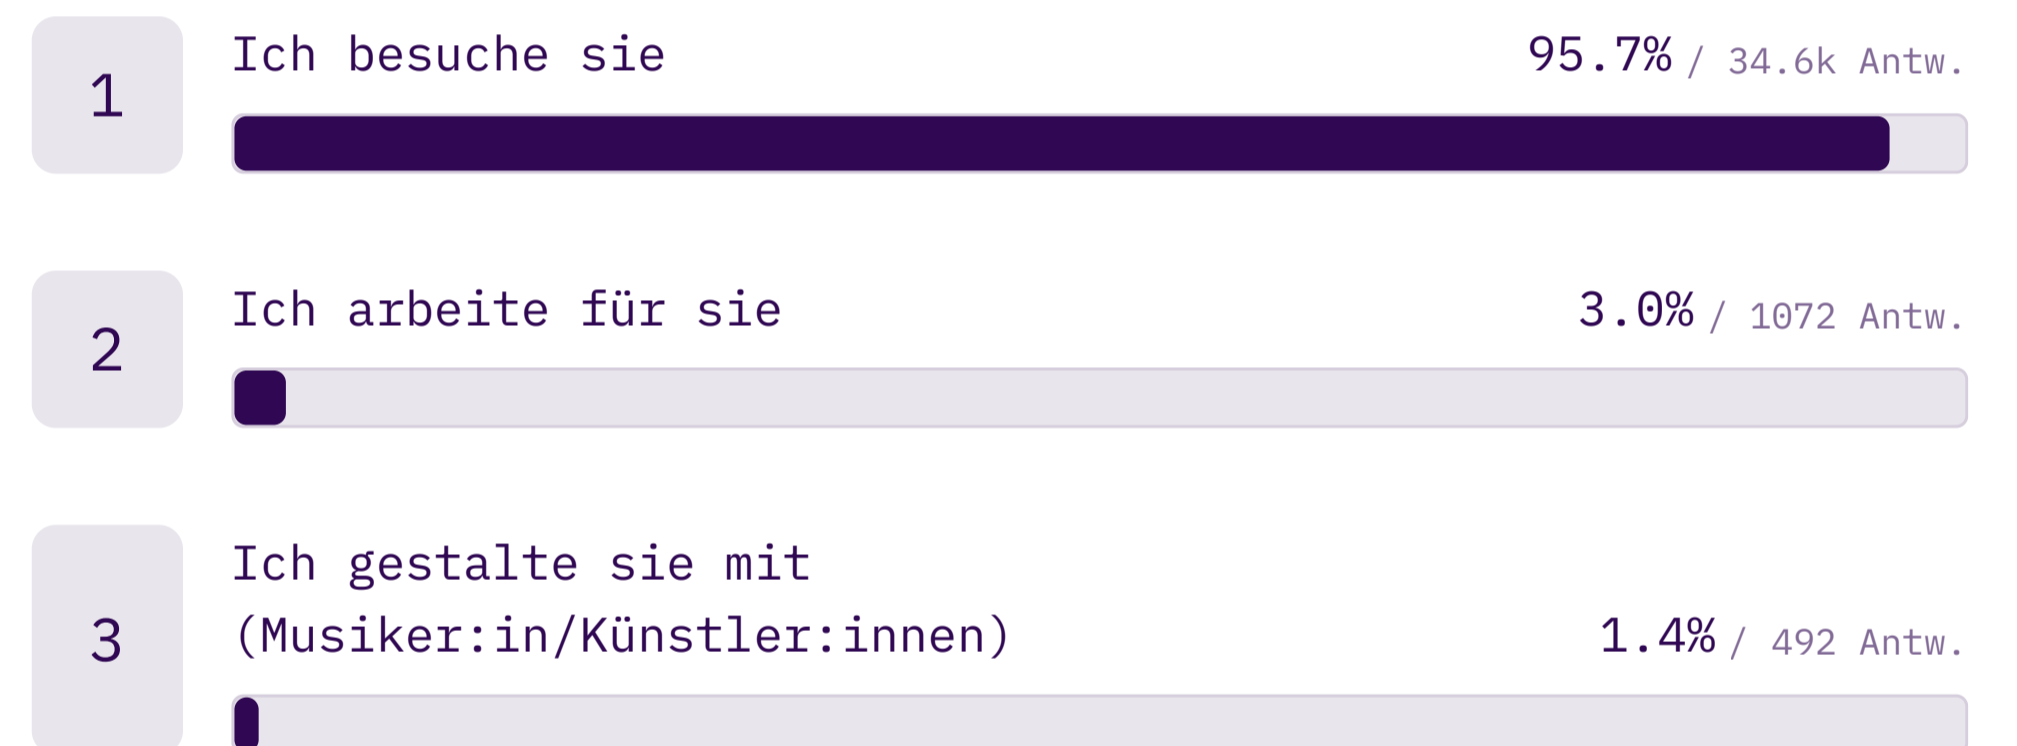 1
Ich besuche sie
95.7% / 34.6k Antw.
2
Ich arbeite für sie
3.0% / 1072 Antw.
3
Ich gestalte sie mit
(Musiker:in/Künstler:innen)
1.4% / 492 Antw.